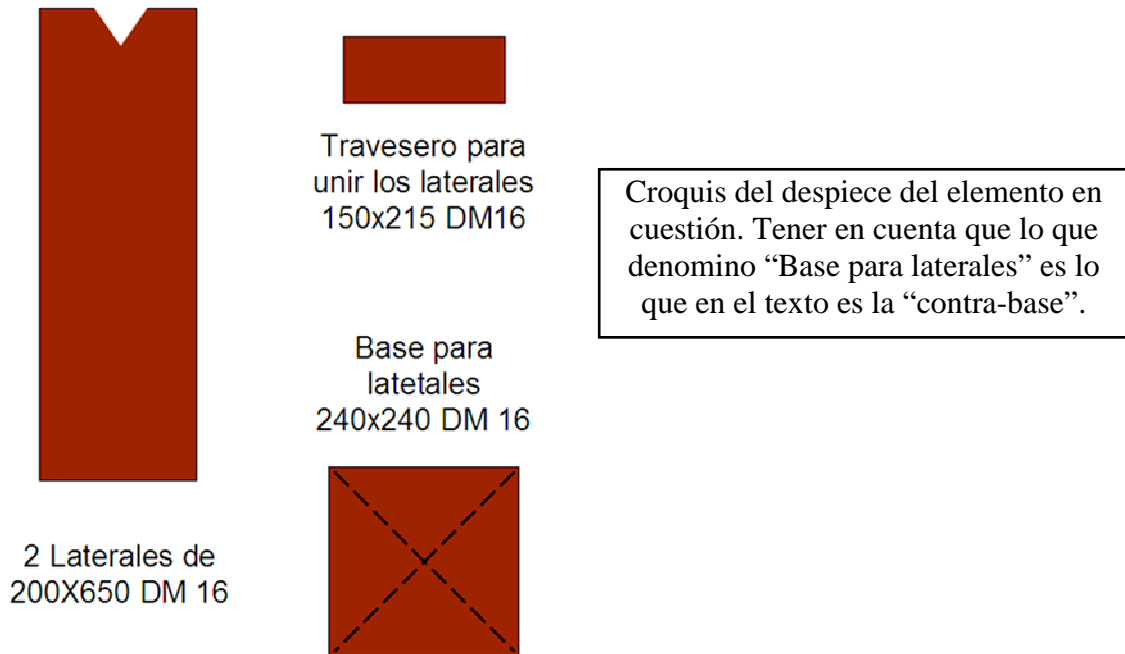 Travesero para
unir los laterales
150x215 DM16
Croquis del despiece del elemento en
cuestión. Tener en cuenta que lo que
denomino “Base para laterales” es lo
que en el texto es la “contra-base”.
Base para
latetales
240x240 DM 16
2 Laterales de
200X650 DM 16